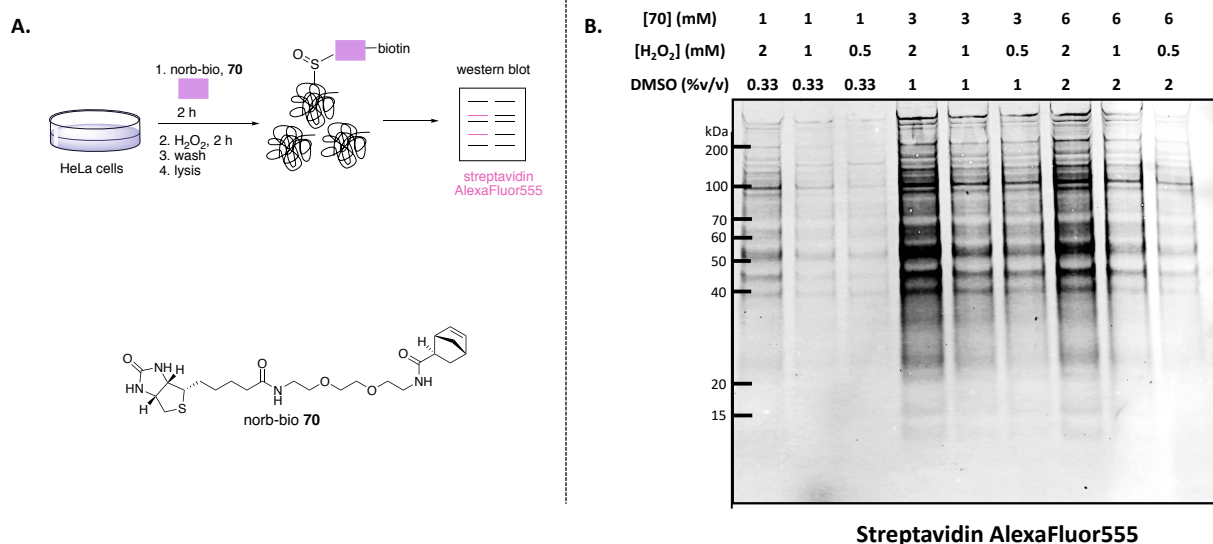 A.
1. norb-bio, 70
2 h
2. H₂O₂, 2 h
3. wash
4. lysis
HeLa cells
O
S
biotin
western blot
streptavidin
AlexaFluor555
O
NH
HN
H
H
S
O
N
H
O
O
O
NH
H
norb-bio 70
B.
[70] (mM) 1 1 1 3 3 3 6 6 6
[H₂O₂] (mM) 2 1 0.5 2 1 0.5 2 1 0.5
DMSO (%v/v) 0.33 0.33 0.33 1 1 1 2 2 2
kDa
200
100
70
60
50
40
20
15
Streptavidin AlexaFluor555